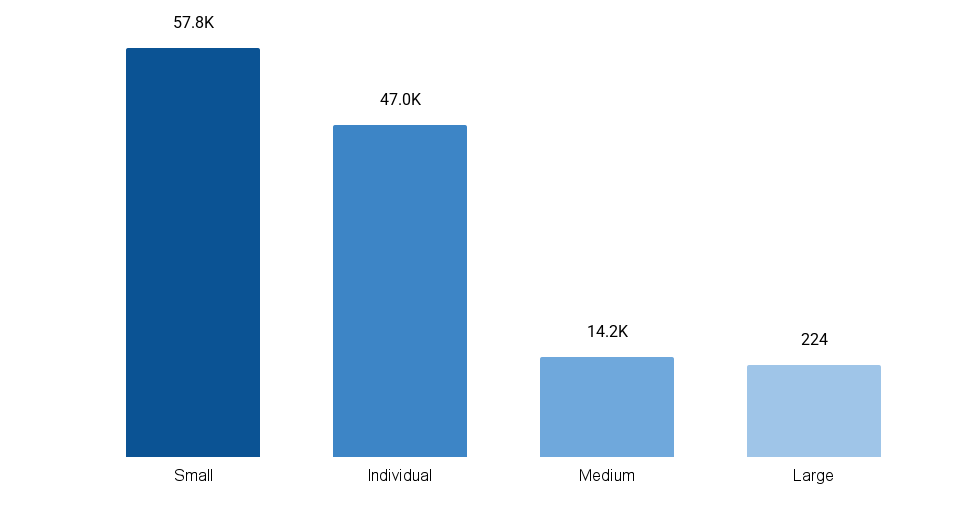 57.8K
47.0K
14.2K
224
Small
Individual
Medium
Large